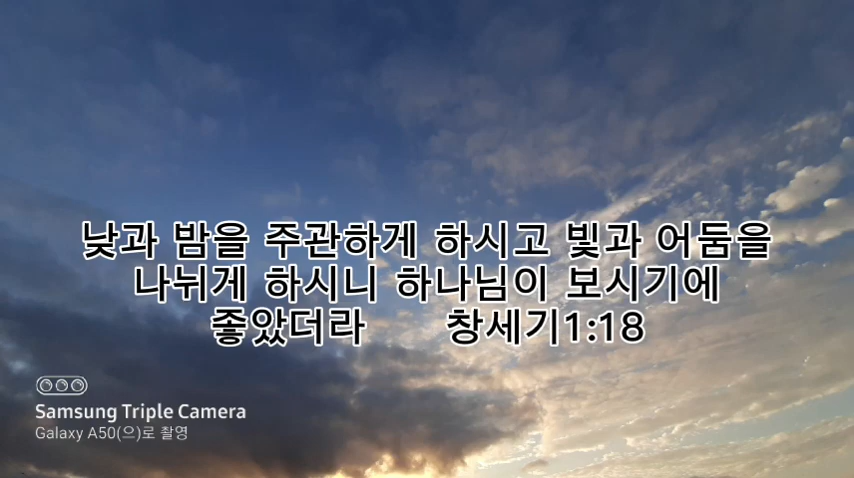 낮과 밤을 주관하게 하시고 빛과 어둠을
나뉘게 하시니 하나님이 보시기에
좋았더라 창세기1:18
Samsung Triple Camera
Galaxy A50(으)로 촬영